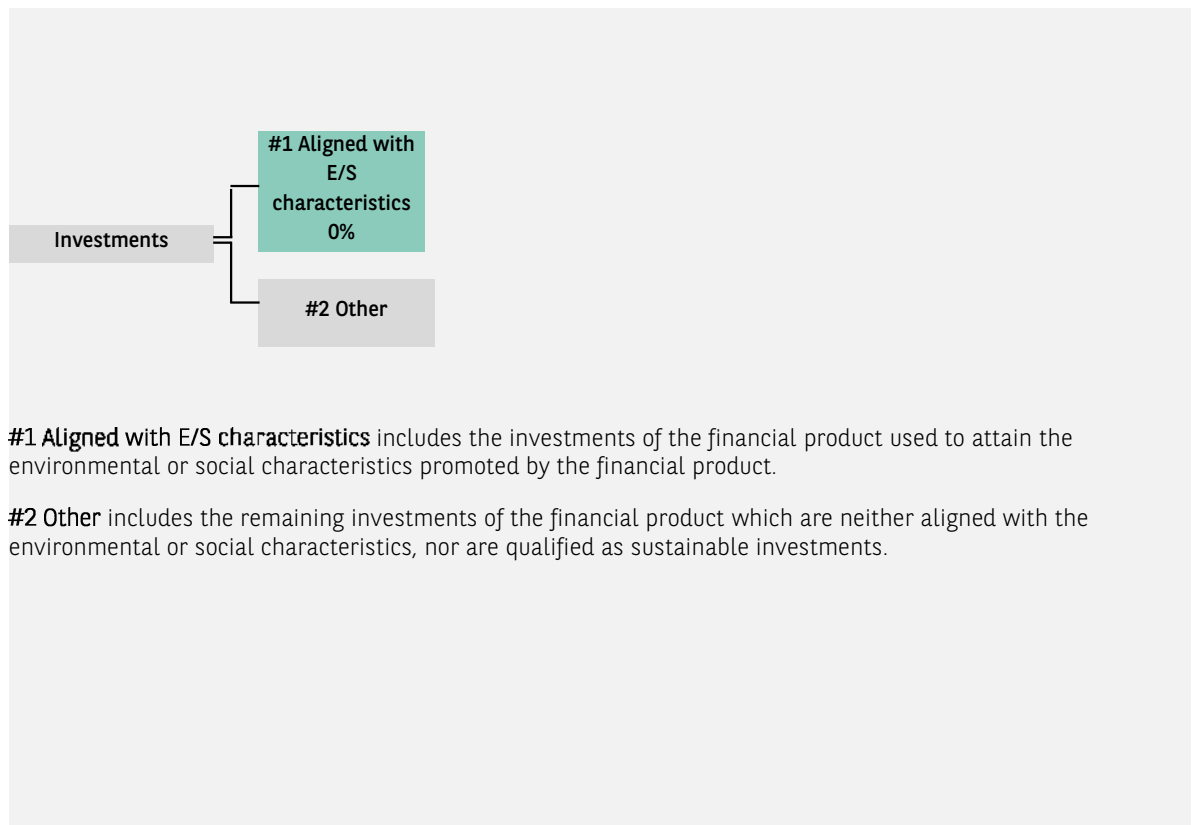 #1 Aligned with
E/S
characteristics
0%
Investments
#2 Other
#1 Aligned with E/S characteristics includes the investments of the financial product used to attain the
environmental or social characteristics promoted by the financial product.
#2 Other includes the remaining investments of the financial product which are neither aligned with the
environmental or social characteristics, nor are qualified as sustainable investments.